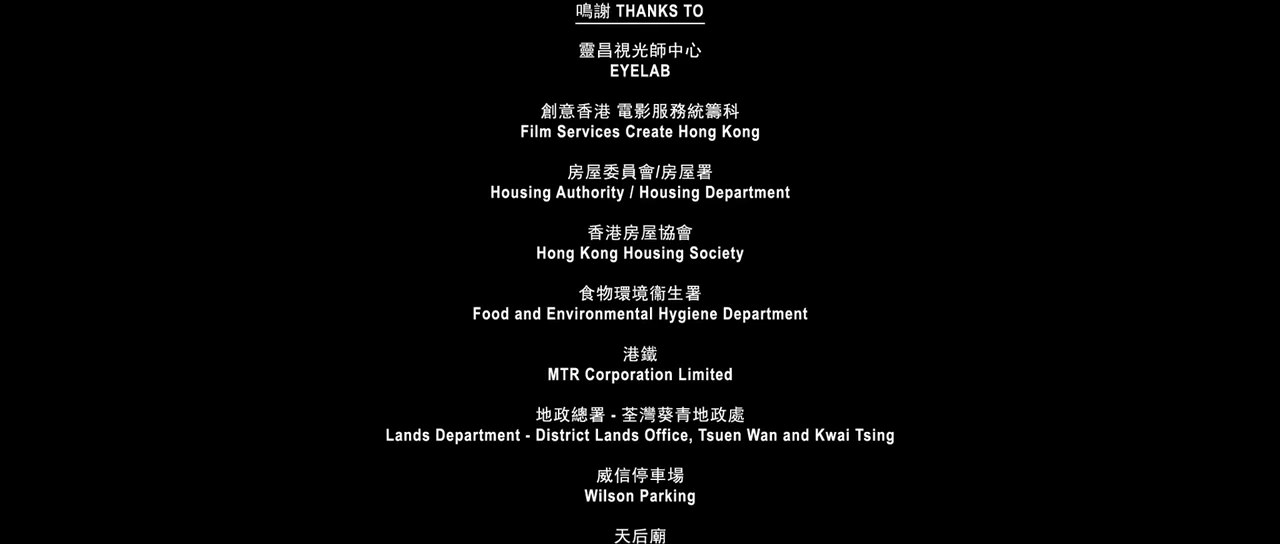 鳴謝 THANKS TO
靈昌視光師中心
EYELAB
創意香港 電影服務統籌科
Film Services Create Hong Kong
房屋委員會/房屋署
Housing Authority / Housing Department
香港房屋協會
Hong Kong Housing Society
食物環境衞生署
Food and Environmental Hygiene Department
港鐵
MTR Corporation Limited
地政總署 - 荃灣葵青地政處
Lands Department - District Lands Office, Tsuen Wan and Kwai Tsing
威信停車場
Wilson Parking
天后廟